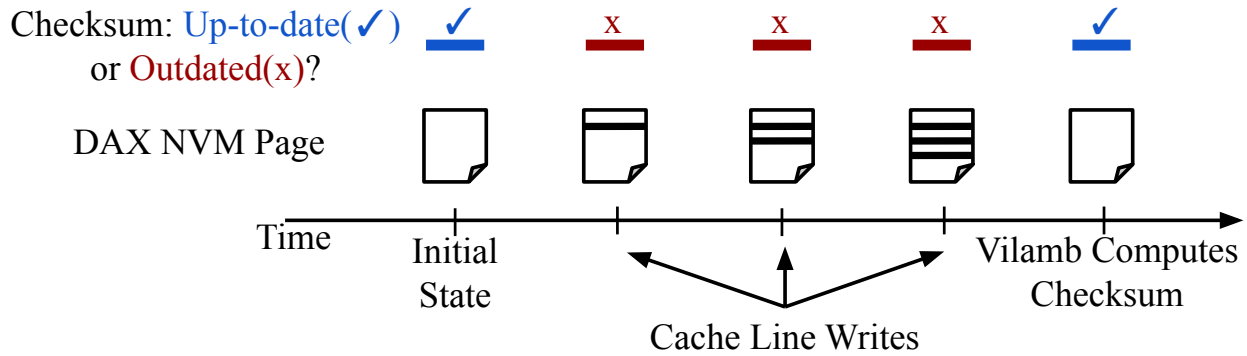 Checksum: Up-to-date(✓)
or Outdated(x)?
✓ x x x ✓
DAX NVM Page
Time
Initial
State
Vilamb Computes
Checksum
Cache Line Writes